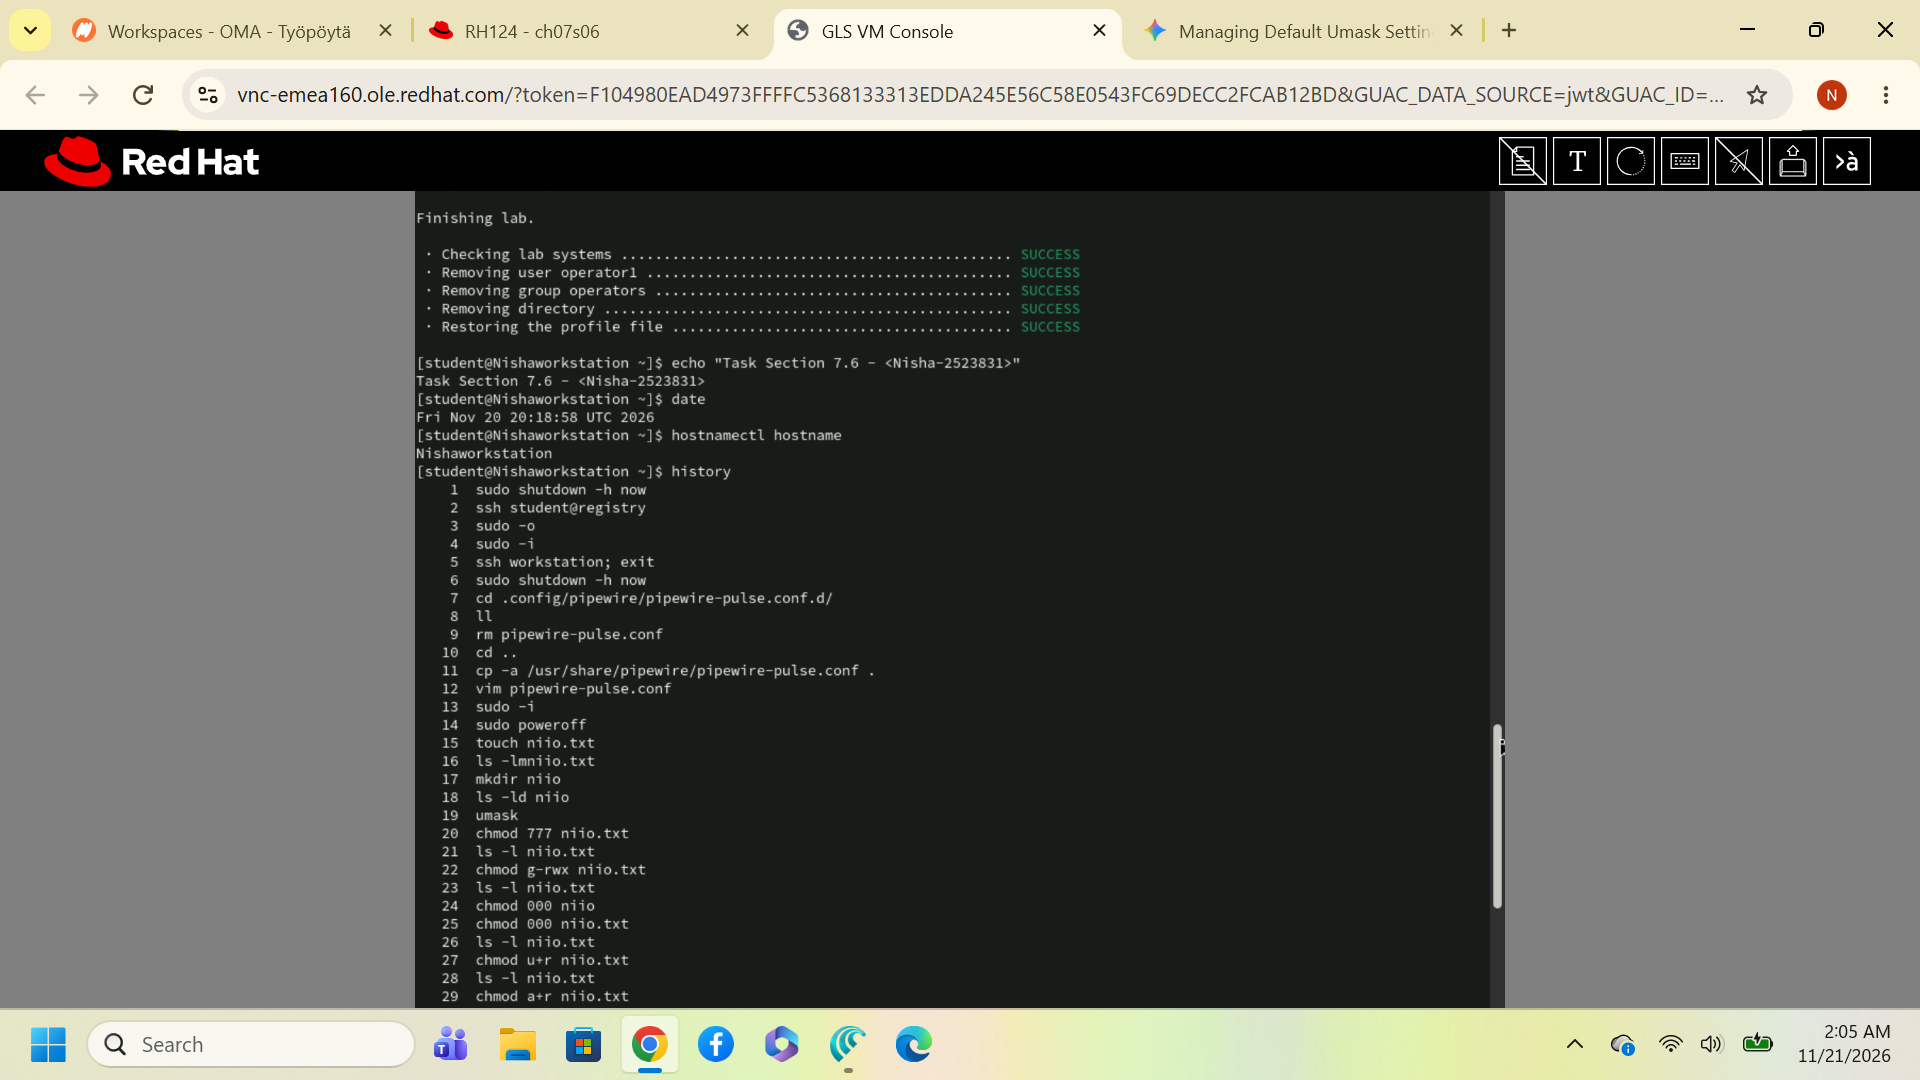 Workspaces - OMA - Työpöytä
RH124 - ch07s06
GLS VM Console
Managing Default Umask Settin
vnc-emea160.ole.redhat.com/?token=F104980EAD4973FFFFC5368133313EDDA245E56C58E0543FC69DECC2FCAB12BD&GUAC_DATA_SOURCE=jwt&GUAC_ID=...
N
Red Hat
T
>à
Finishing lab.
· Checking lab systems .............................................. SUCCESS
· Removing user operator1 ........................................... SUCCESS
· Removing group operators .......................................... SUCCESS
· Removing directory ................................................ SUCCESS
· Restoring the profile file ........................................ SUCCESS
[student@Nishaworkstation ~]$ echo "Task Section 7.6 - <Nisha-2523831>"
Task Section 7.6 - <Nisha-2523831>
[student@Nishaworkstation ~]$ date
Fri Nov 20 20:18:58 UTC 2026
[student@Nishaworkstation ~]$ hostnamectl hostname
Nishaworkstation
[student@Nishaworkstation ~]$ history
1 sudo shutdown -h now
2 ssh student@registry
3 sudo -o
4 sudo -i
5 ssh workstation; exit
6 sudo shutdown -h now
7 cd .config/pipewire/pipewire-pulse.conf.d/
8 ll
9 rm pipewire-pulse.conf
10 cd ..
11 cp -a /usr/share/pipewire/pipewire-pulse.conf .
12 vim pipewire-pulse.conf
13 sudo -i
14 sudo poweroff
15 touch niio.txt
16 ls -lmniio.txt
17 mkdir niio
18 ls -ld niio
19 umask
20 chmod 777 niio.txt
21 ls -l niio.txt
22 chmod g-rwx niio.txt
23 ls -l niio.txt
24 chmod 000 niio
25 chmod 000 niio.txt
26 ls -l niio.txt
27 chmod u+r niio.txt
28 ls -l niio.txt
29 chmod a+r niio.txt
Search
2:05 AM
11/21/2026